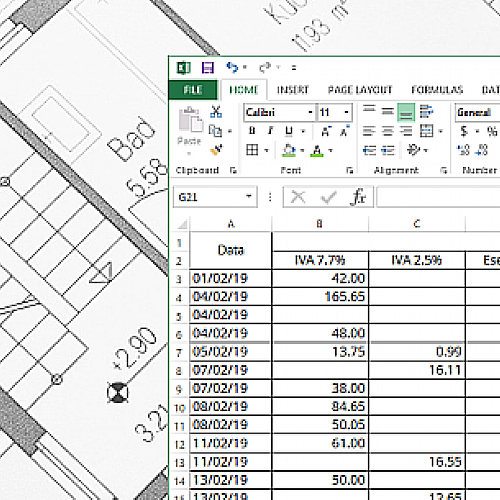 Kuc
11.93 m²
Bad
5.58
+2.90
3.21
FILE HOME INSERT PAGE LAYOUT FORMULAS DAT
Calibri 11 General
B I U A A $ %
Paste
Clipboard Font Alignment Number
G21 fx
A B C
1 Data
2 IVA 7.7% IVA 2.5% Ese
3 01/02/19 42.00
4 04/02/19 165.65
5 04/02/19
6 04/02/19 48.00
7 05/02/19 13.75 0.99
8 07/02/19 16.11
9 07/02/19 38.00
10 08/02/19 84.65
11 08/02/19 50.05
12 11/02/19 61.00
13 11/02/19 16.55
14 13/02/19 50.00
15 13/02/19 12.65